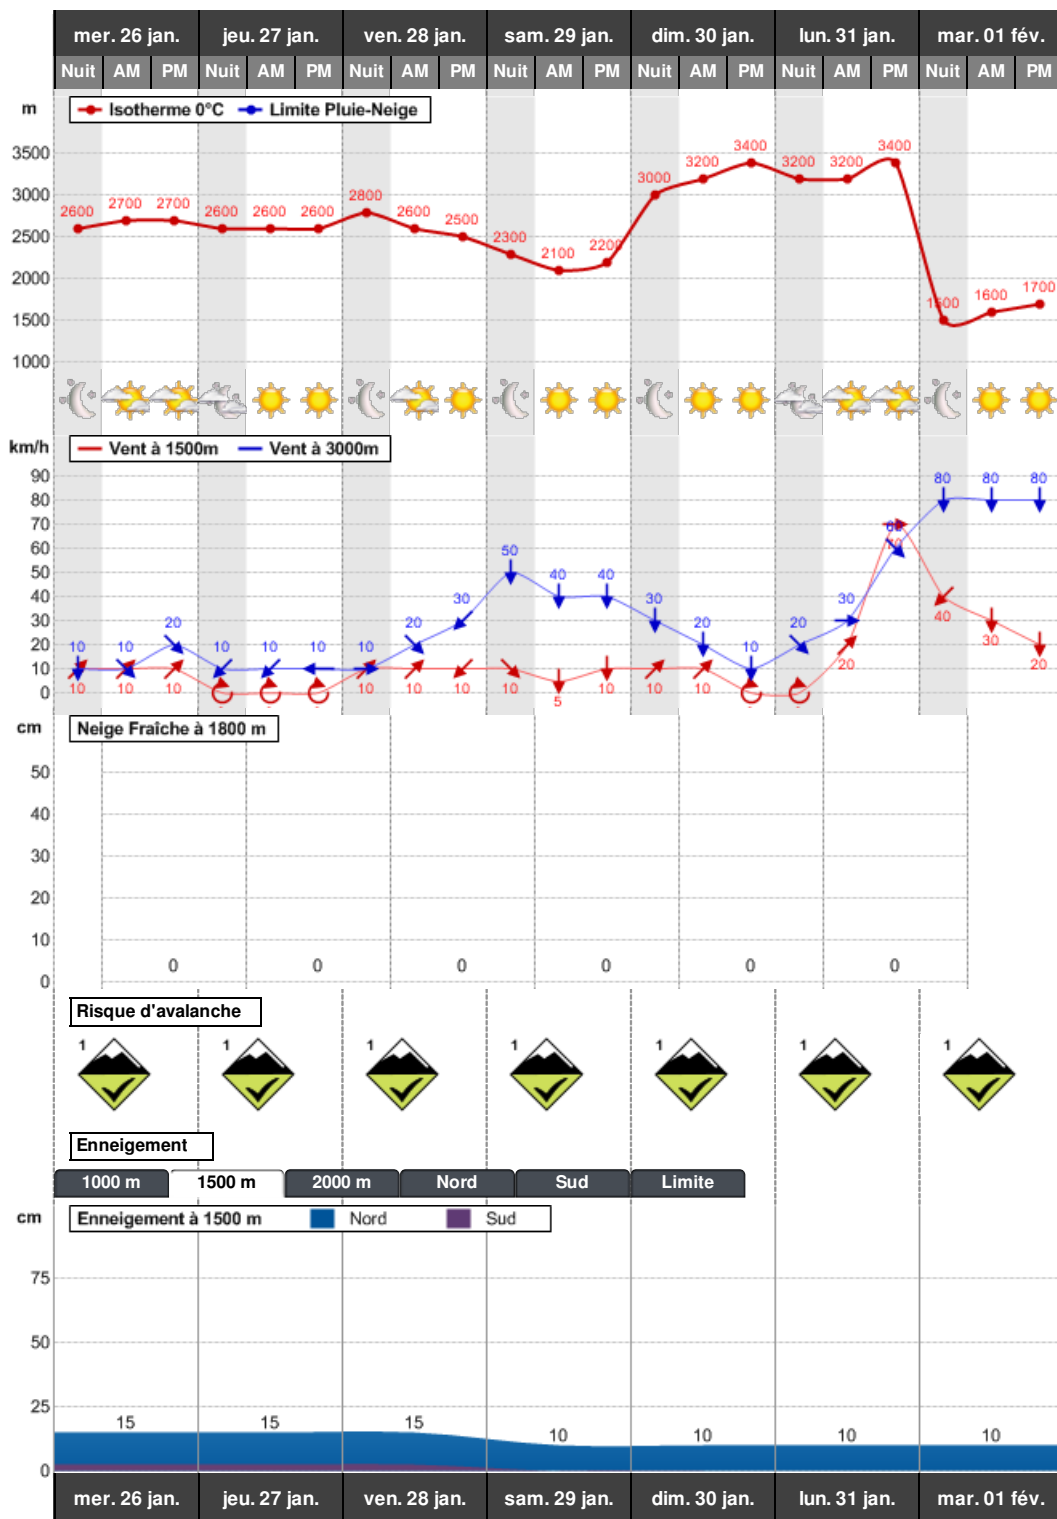 mer. 26 jan. jeu. 27 jan. ven. 28 jan. sam. 29 jan. dim. 30 jan. lun. 31 jan. mar. 01 fév.
Nuit AM PM Nuit AM PM Nuit AM PM Nuit AM PM Nuit AM PM Nuit AM PM Nuit AM PM
m
Isotherme 0°C Limite Pluie-Neige
3500
3000
2500
2000
1500
1000
2600 2700 2700 2600 2600 2600 2800 2600 2500 2300 2100 2200 3000 3200 3400 3200 3200 3400 1500 1600 1700
km/h
Vent à 1500m Vent à 3000m
90
80
70
60
50
40
30
20
10
0
10 10 20 10 10 10 10 20 30 50 40 40 30 20 10 20 30 60 80 80 80
10 10 10 10 10 10 10 5 10 10 10 20 70 40 30 20
cm
Neige Fraîche à 1800 m
50
40
30
20
10
0
0 0 0 0 0 0
Risque d'avalanche
1 1 1 1 1 1 1
Enneigement
1000 m 1500 m 2000 m Nord Sud Limite
cm
Enneigement à 1500 m Nord Sud
75
50
25
0
15 15 15 10 10 10 10
mer. 26 jan. jeu. 27 jan. ven. 28 jan. sam. 29 jan. dim. 30 jan. lun. 31 jan. mar. 01 fév.